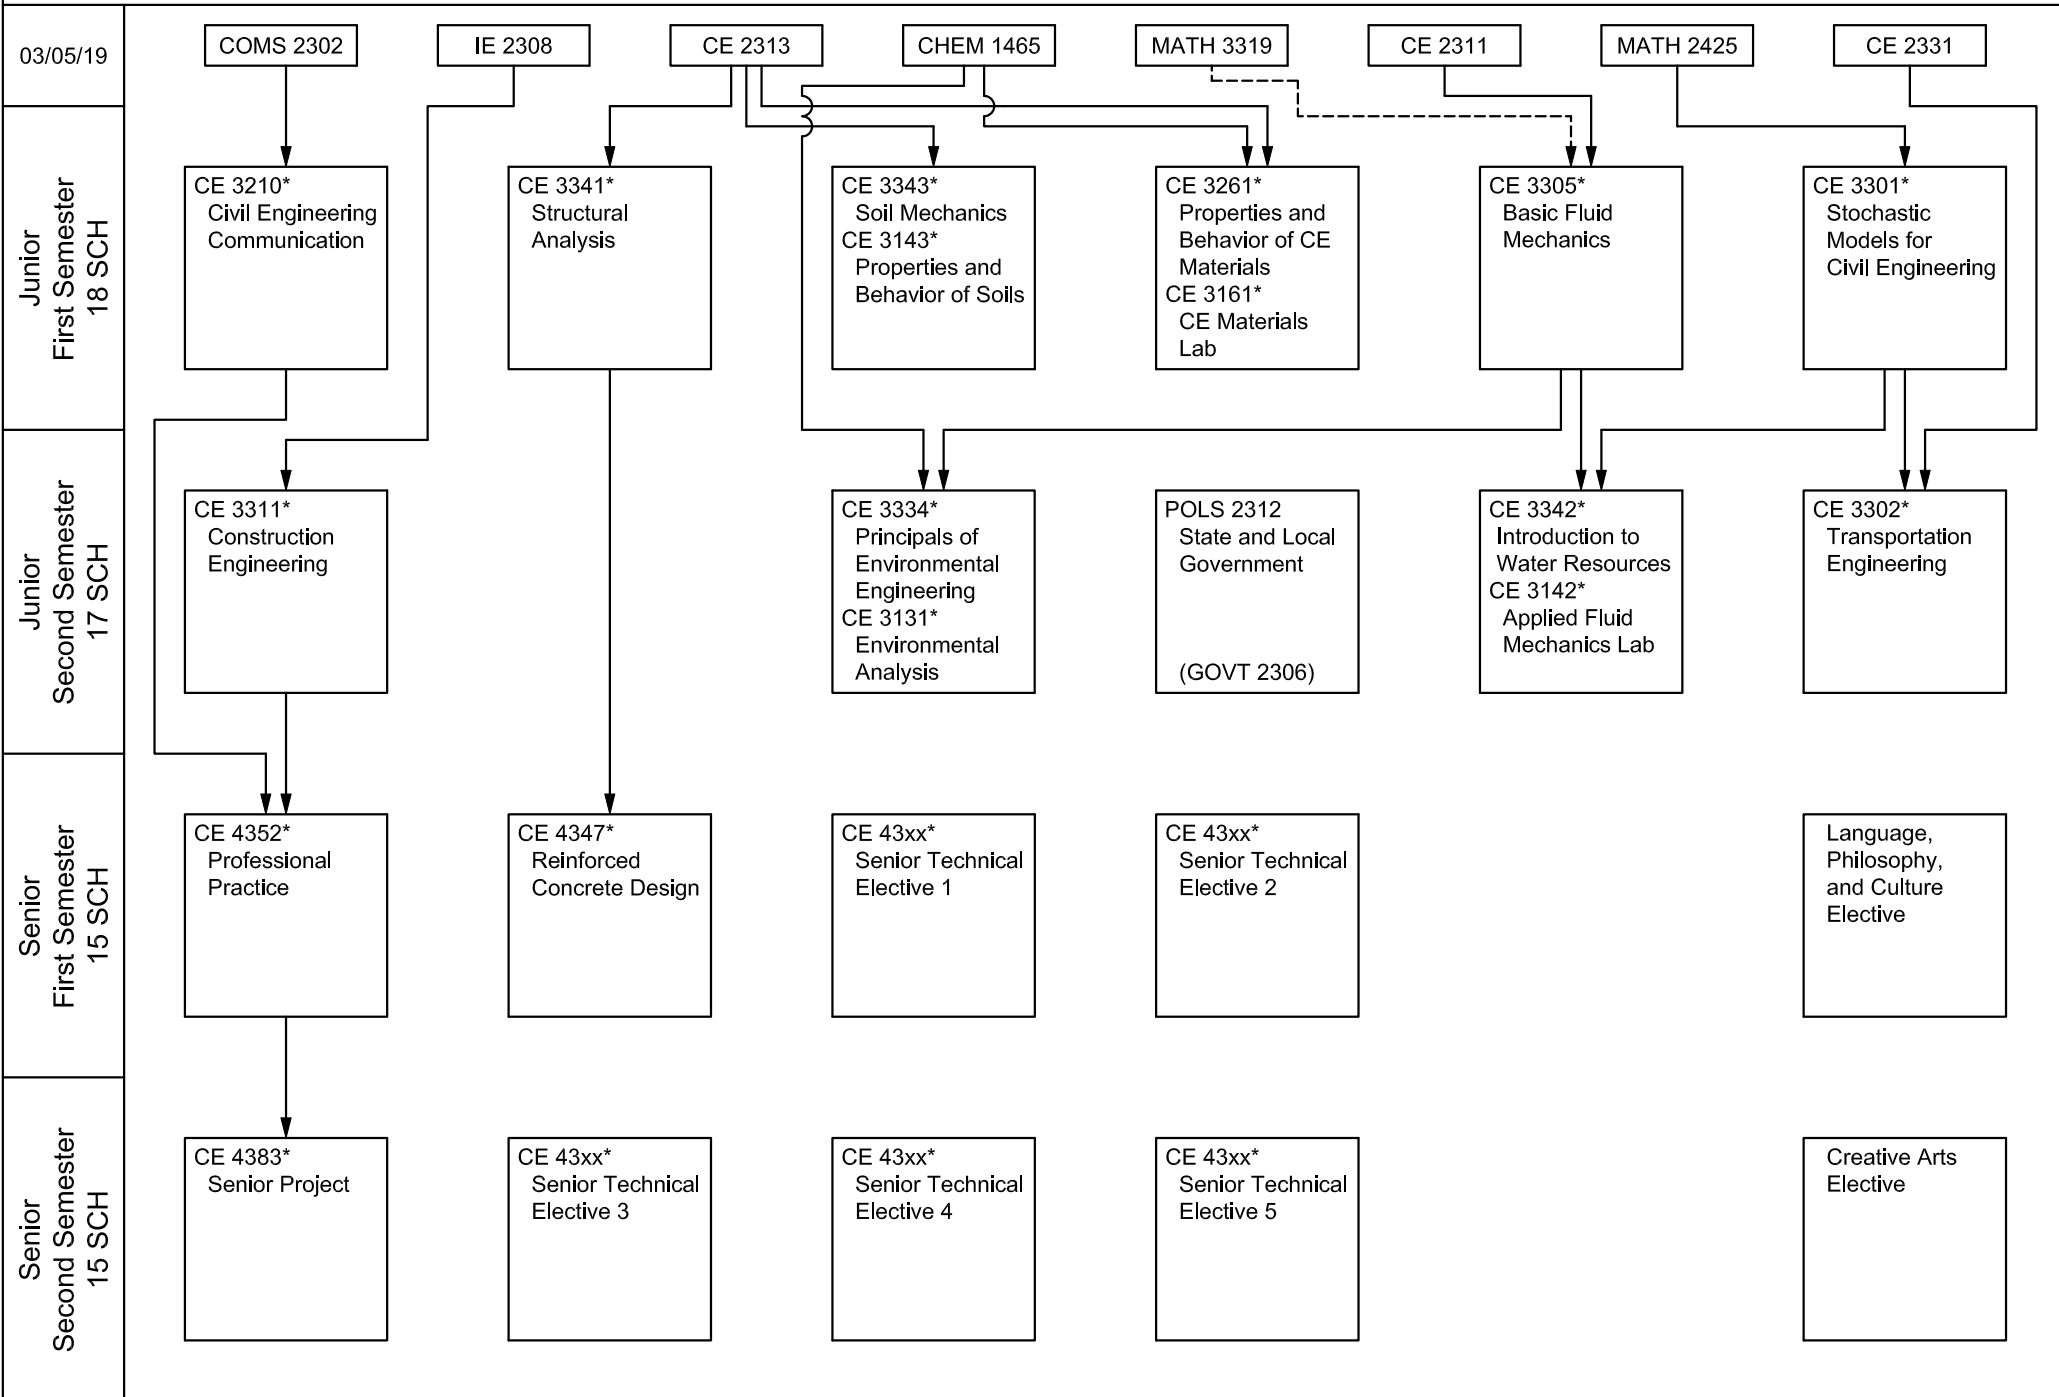 03/05/19
COMS 2302
IE 2308
CE 2313
CHEM 1465
MATH 3319
CE 2311
MATH 2425
CE 2331
Junior
First Semester
18 SCH
CE 3210*
Civil Engineering
Communication
CE 3341*
Structural
Analysis
CE 3343*
Soil Mechanics
CE 3143*
Properties and
Behavior of Soils
CE 3261*
Properties and
Behavior of CE
Materials
CE 3161*
CE Materials
Lab
CE 3305*
Basic Fluid
Mechanics
CE 3301*
Stochastic
Models for
Civil Engineering
Junior
Second Semester
17 SCH
CE 3311*
Construction
Engineering
CE 3334*
Principals of
Environmental
Engineering
CE 3131*
Environmental
Analysis
POLS 2312
State and Local
Government
(GOVT 2306)
CE 3342*
Introduction to
Water Resources
CE 3142*
Applied Fluid
Mechanics Lab
CE 3302*
Transportation
Engineering
Senior
First Semester
15 SCH
CE 4352*
Professional
Practice
CE 4347*
Reinforced
Concrete Design
CE 43xx*
Senior Technical
Elective 1
CE 43xx*
Senior Technical
Elective 2
Language,
Philosophy,
and Culture
Elective
Senior
Second Semester
15 SCH
CE 4383*
Senior Project
CE 43xx*
Senior Technical
Elective 3
CE 43xx*
Senior Technical
Elective 4
CE 43xx*
Senior Technical
Elective 5
Creative Arts
Elective